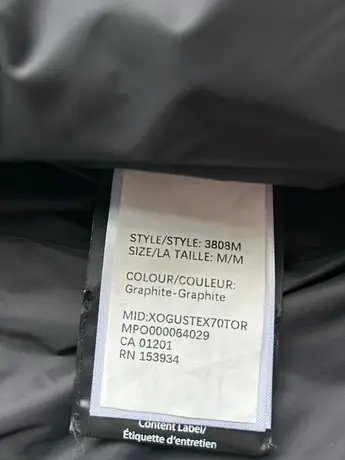 STYLE/STYLE: 3808M
SIZE/LA TAILLE: M/M
COLOUR/COULEUR:
Graphite-Graphite
MID:XOGUSTEX70TOR
MPO000064029
CA 01201
RN 153934
Content Label/
Étiquette d'entretien